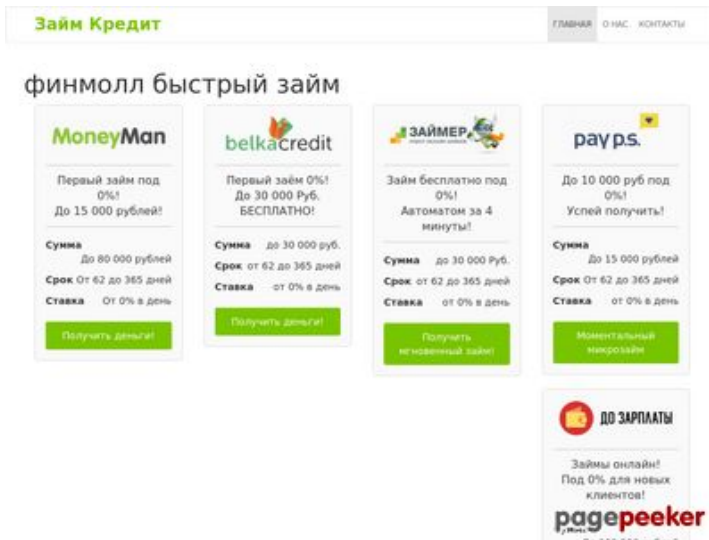 Займ Кредит
ГЛАВНАЯ О НАС КОНТАКТЫ
финмолл быстрый займ
MoneyMan
Первый займ под
0%!
До 15 000 рублей!
Сумма
До 80 000 рублей
Срок От 62 до 365 дней
Ставка От 0% в день
Получить деньги!
belkacredit
Первый заём 0%!
До 30 000 Руб.
БЕСПЛАТНО!
Сумма до 30 000 руб.
Срок от 62 до 365 дней
Ставка от 0% в день
Получить деньги!
ЗАЙМЕР
Займ бесплатно под
0%!
Автоматом за 4
минуты!
Сумма до 30 000 Руб.
Срок от 62 до 365 дней
Ставка от 0% в день
Получить
мгновенный займ!
pay p.s.
До 10 000 руб под
0%!
Успей получить!
Сумма
До 15 000 рублей
Срок От 62 до 365 дней
Ставка От 0% в день
Моментальный
микрозайм
ДО ЗАРПЛАТЫ
Займы онлайн!
Под 0% для новых
клиентов!
pagepeeker